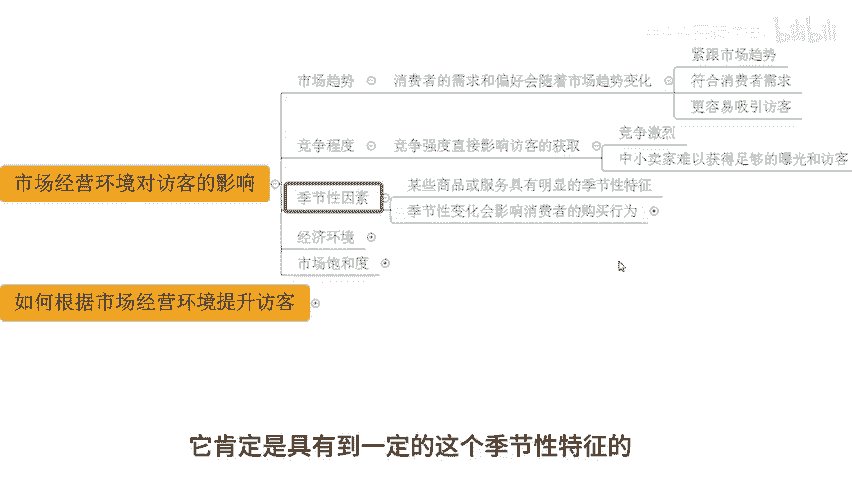 bilibili
紧跟市场趋势
市场趋势 消费者的需求和偏好会随着市场趋势变化 符合消费者需求
更容易吸引访客
竞争激烈
竞争程度 竞争强度直接影响访客的获取
中小卖家难以获得足够的曝光和访客
市场经营环境对访客的影响
某些商品或服务具有明显的季节性特征
季节性因素
季节性变化会影响消费者的购买行为
经济环境
市场饱和度
如何根据市场经营环境提升访客
它肯定是具有到一定的这个季节性特征的